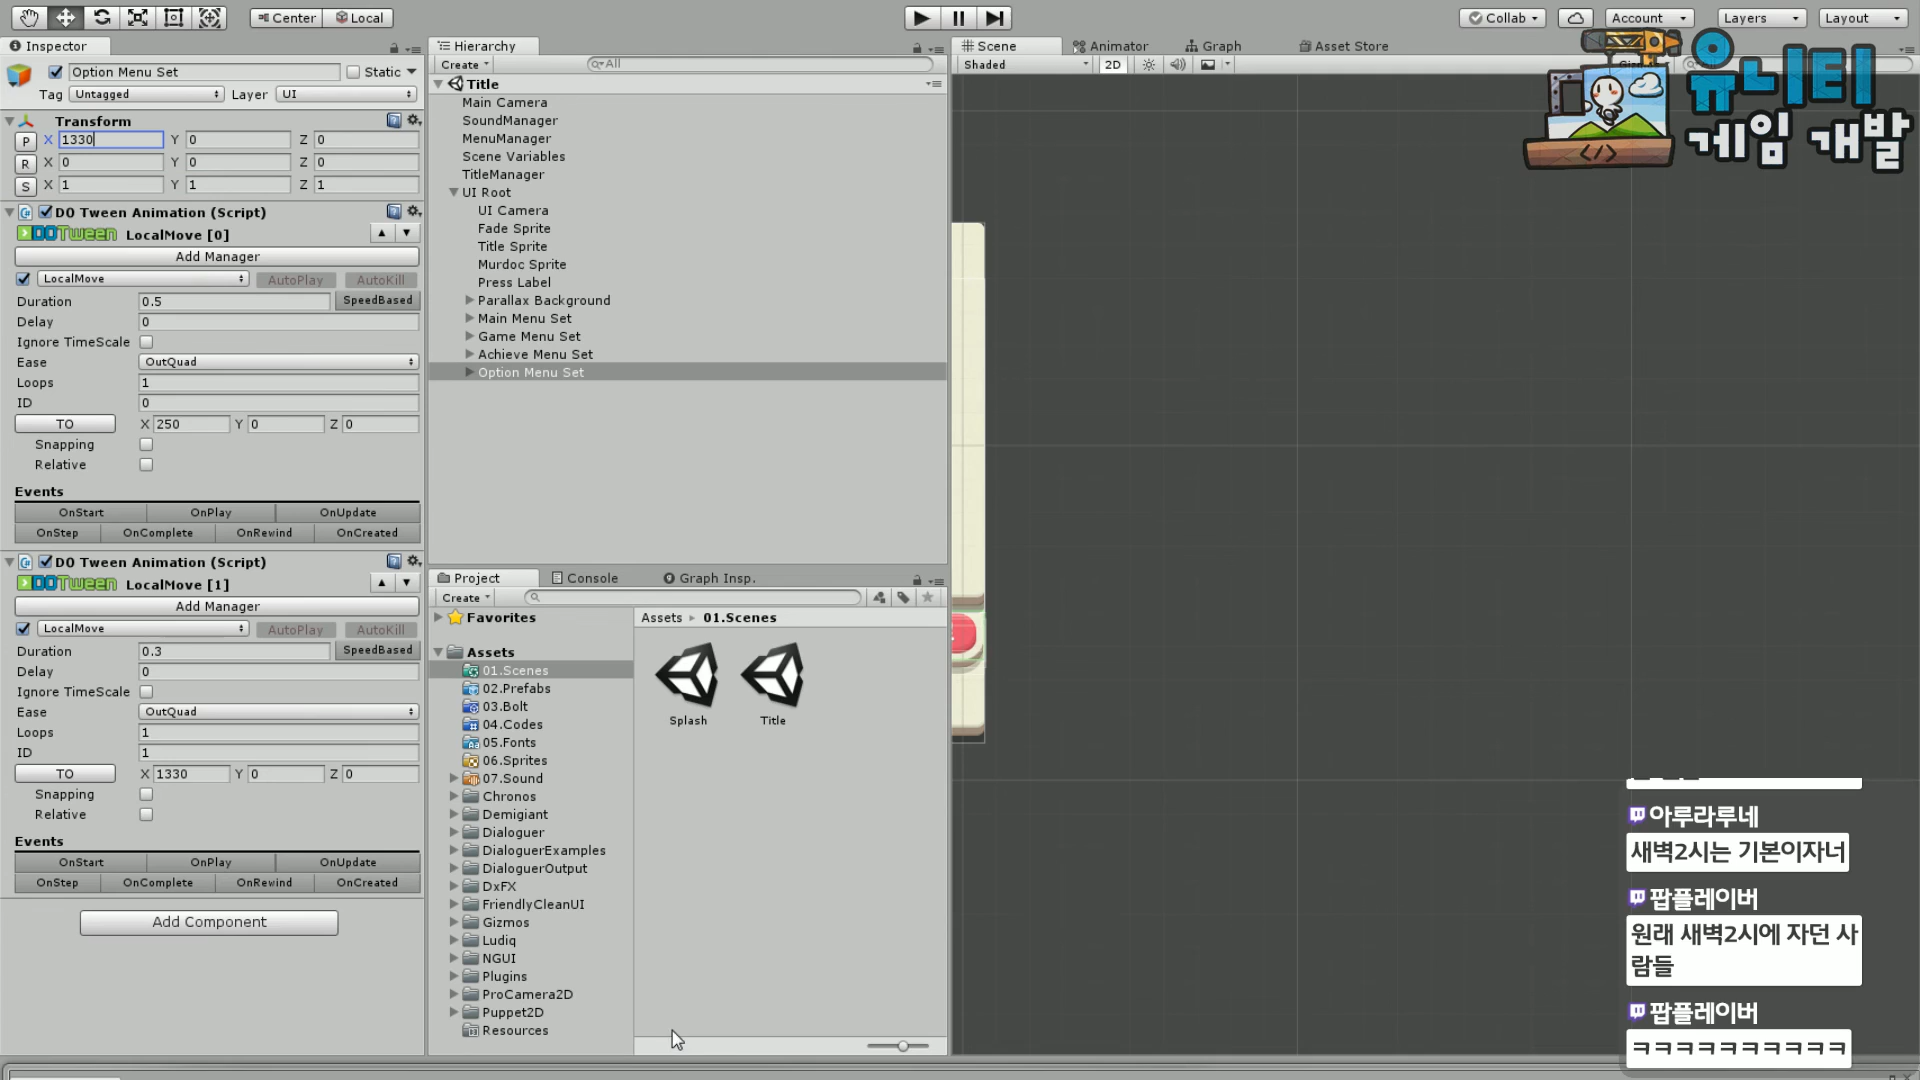 Center
Local
Collab
Account
Layers
Layout
Inspector
Option Menu Set
Static
Tag
Untagged
Layer
UI
Transform
P X 1330 Y 0 Z 0
R X 0 Y 0 Z 0
S X 1 Y 1 Z 1
DO Tween Animation (Script)
DOTween LocalMove [0]
Add Manager
LocalMove AutoPlay AutoKill
Duration 0.5 SpeedBased
Delay 0
Ignore TimeScale
Ease OutQuad
Loops 1
ID 0
TO X 250 Y 0 Z 0
Snapping
Relative
Events
OnStart OnPlay OnUpdate
OnStep OnComplete OnRewind OnCreated
DO Tween Animation (Script)
DOTween LocalMove [1]
Add Manager
LocalMove AutoPlay AutoKill
Duration 0.3 SpeedBased
Delay 0
Ignore TimeScale
Ease OutQuad
Loops 1
ID 1
TO X 1330 Y 0 Z 0
Snapping
Relative
Events
OnStart OnPlay OnUpdate
OnStep OnComplete OnRewind OnCreated
Add Component
Hierarchy
Create All
Title
Main Camera
SoundManager
MenuManager
Scene Variables
TitleManager
UI Root
UI Camera
Fade Sprite
Title Sprite
Murdoc Sprite
Press Label
Parallax Background
Main Menu Set
Game Menu Set
Achieve Menu Set
Option Menu Set
Project Console Graph Insp.
Create
Favorites
Assets
01.Scenes
02.Prefabs
03.Bolt
04.Codes
05.Fonts
06.Sprites
07.Sound
Chronos
Demigiant
Dialoguer
DialoguerExamples
DialoguerOutput
DxFX
FriendlyCleanUI
Gizmos
Ludiq
NGUI
Plugins
ProCamera2D
Puppet2D
Resources
Assets 01.Scenes
Splash
Title
Scene Animator Graph Asset Store
Shaded 2D
유니티
게임 개발
</>
아루라루네
새벽2시는 기본이자너
팝플레이버
원래 새벽2시에 자던 사
람들
팝플레이버
ㅋㅋㅋㅋㅋㅋㅋㅋㅋㅋ